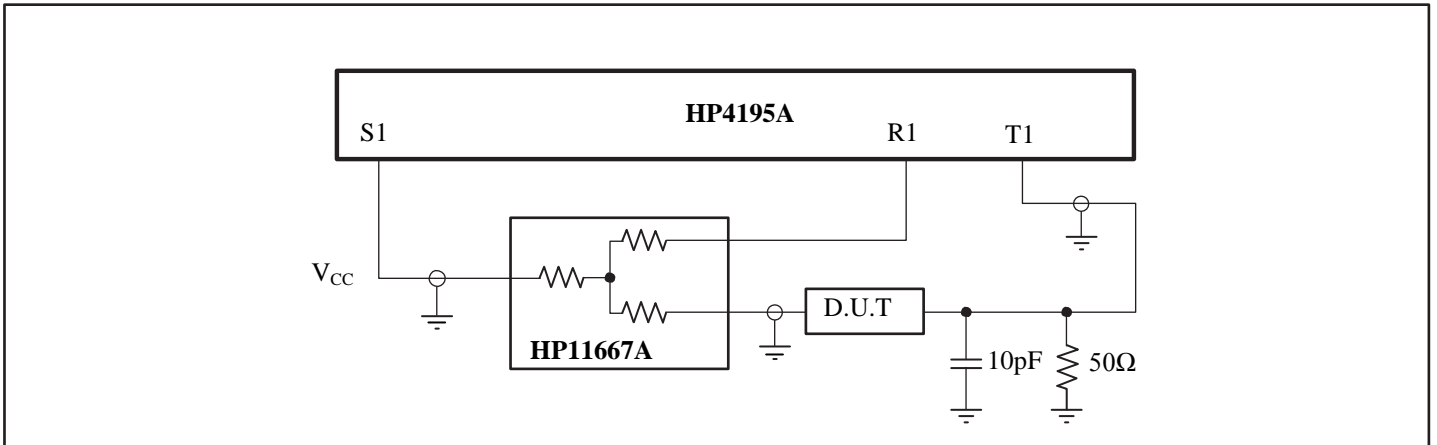 HP4195A
S1
R1
T1
V_CC
D.U.T
HP11667A
10pF
50Ω